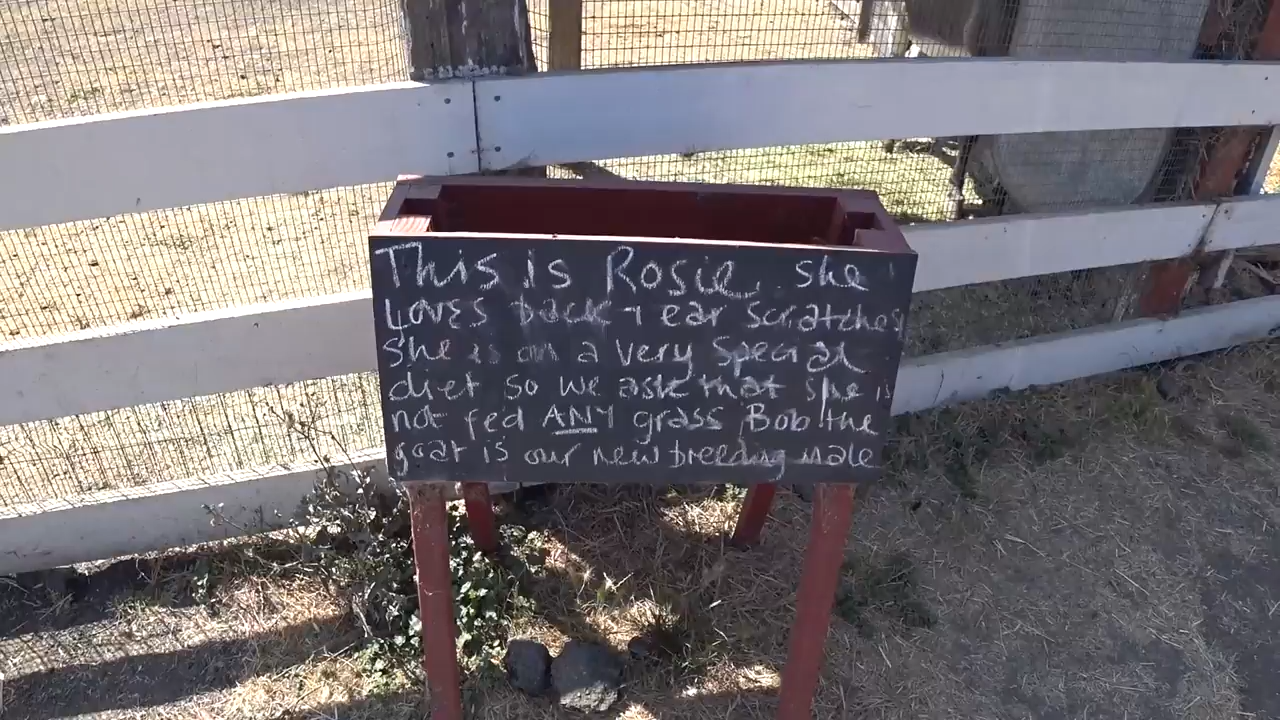 This is Rosie, she
Loves back + ear scratches
She is on a very special
diet so we ask that she is
not fed ANY grass Bob the
goat is our new breeding male